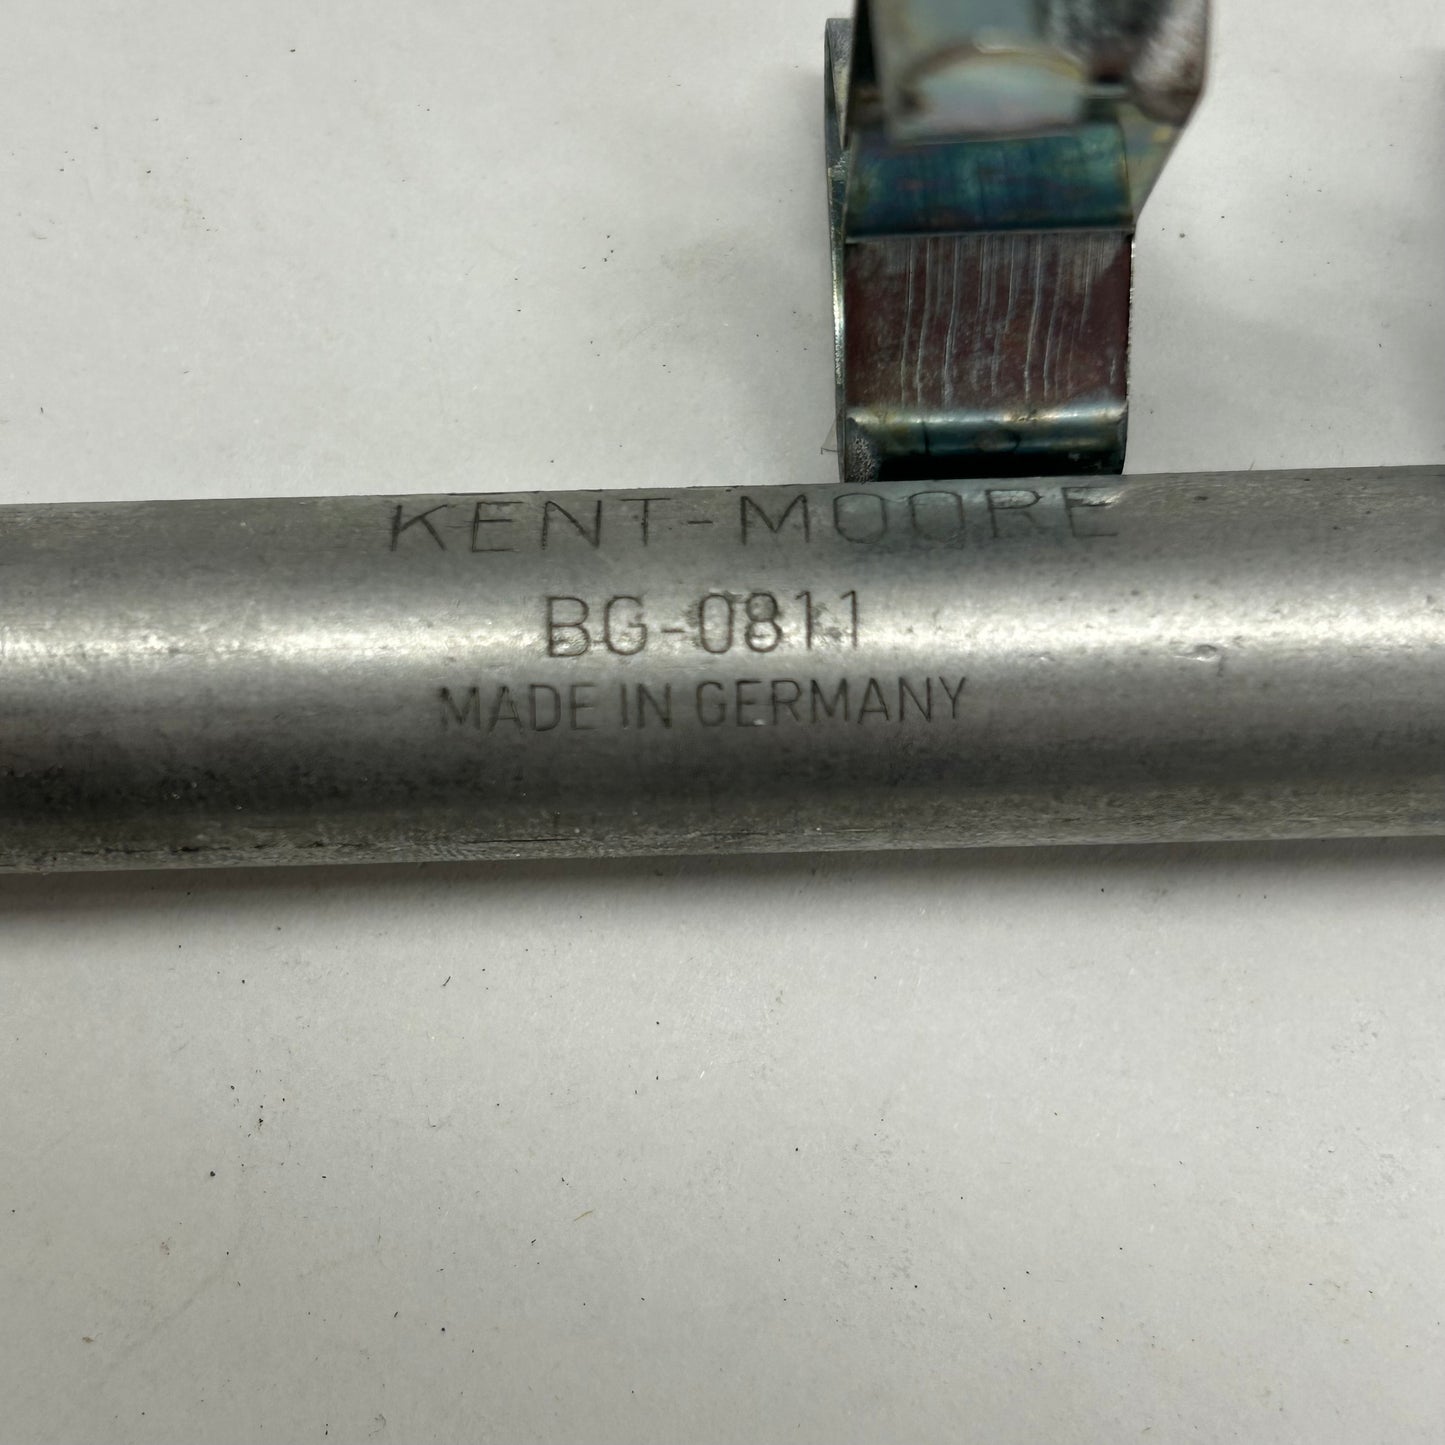 KENT-MOORE
BG-0811
MADE IN GERMANY